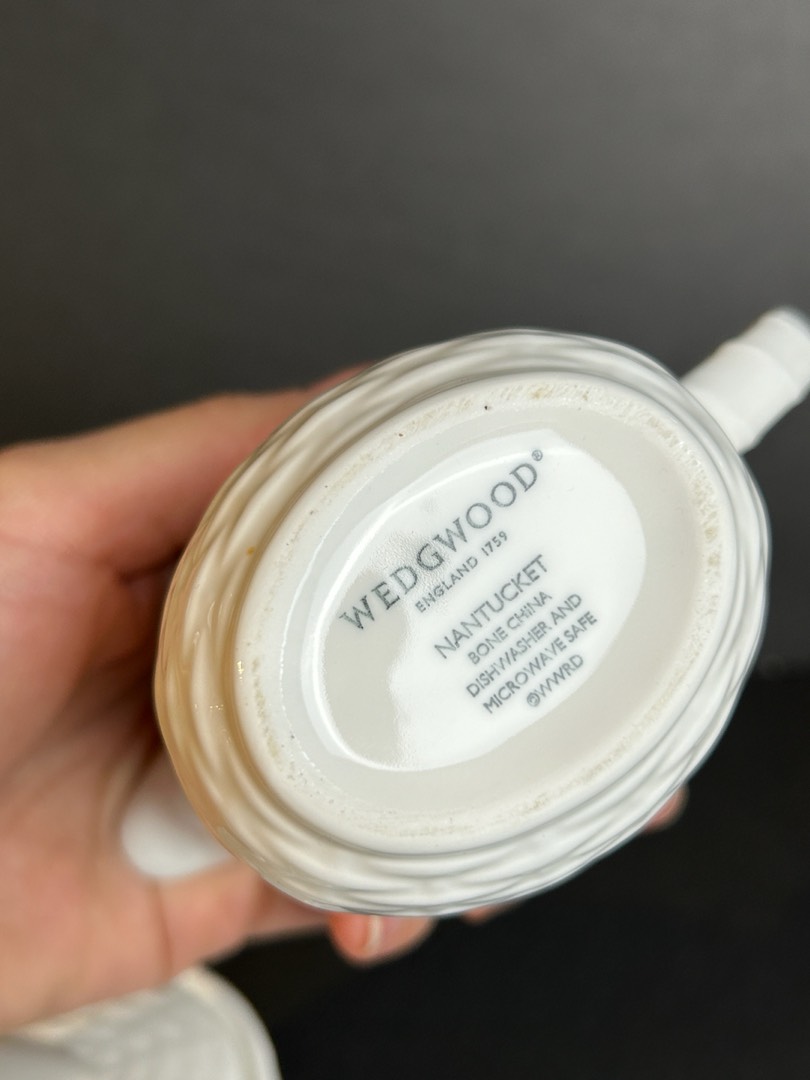 WEDGWOOD®
ENGLAND 1759
NANTUCKET
BONE CHINA
DISHWASHER AND
MICROWAVE SAFE
©WWRD